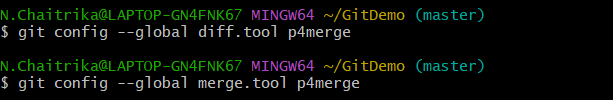 N.Chaitrika@LAPTOP-GN4FNK67 MINGW64 ~/GitDemo (master)
$ git config --global diff.tool p4merge
N.Chaitrika@LAPTOP-GN4FNK67 MINGW64 ~/GitDemo (master)
$ git config --global merge.tool p4merge